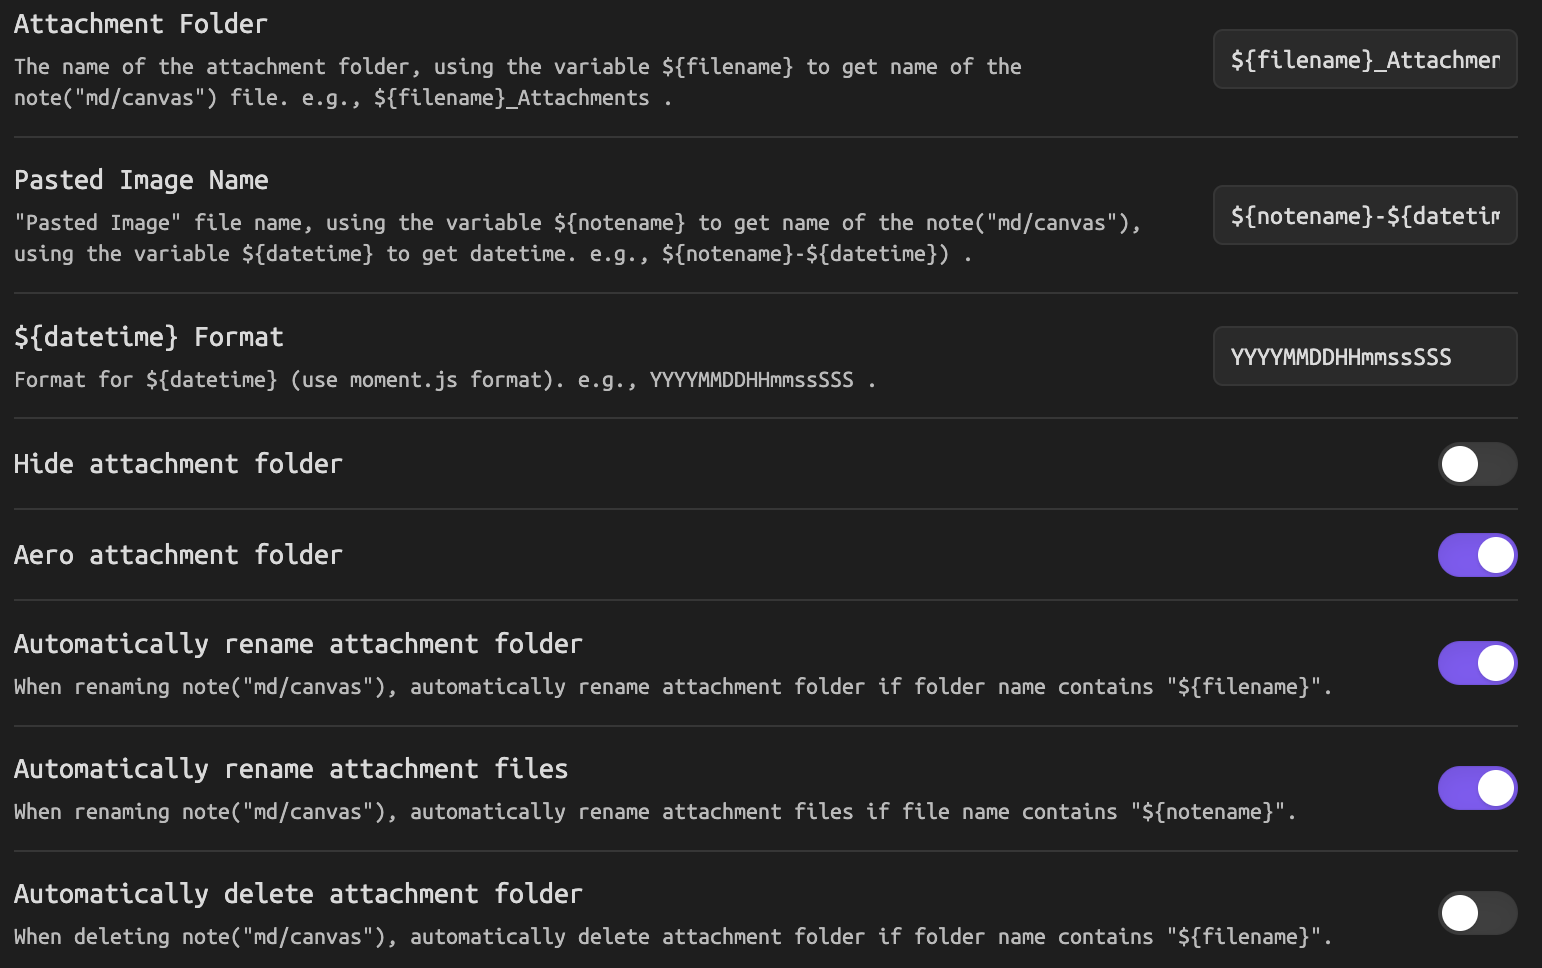 Attachment Folder
The name of the attachment folder, using the variable ${filename} to get name of the
note("md/canvas") file. e.g., ${filename}_Attachments .
${filename}_Attachmen
Pasted Image Name
"Pasted Image" file name, using the variable ${notename} to get name of the note("md/canvas"),
using the variable ${datetime} to get datetime. e.g., ${notename}-${datetime}) .
${notename}-${datetim
${datetime} Format
Format for ${datetime} (use moment.js format). e.g., YYYYMMDDHHmmssSSS .
YYYYMMDDHHmmssSSS
Hide attachment folder
Aero attachment folder
Automatically rename attachment folder
When renaming note("md/canvas"), automatically rename attachment folder if folder name contains "${filename}".
Automatically rename attachment files
When renaming note("md/canvas"), automatically rename attachment files if file name contains "${notename}".
Automatically delete attachment folder
When deleting note("md/canvas"), automatically delete attachment folder if folder name contains "${filename}".